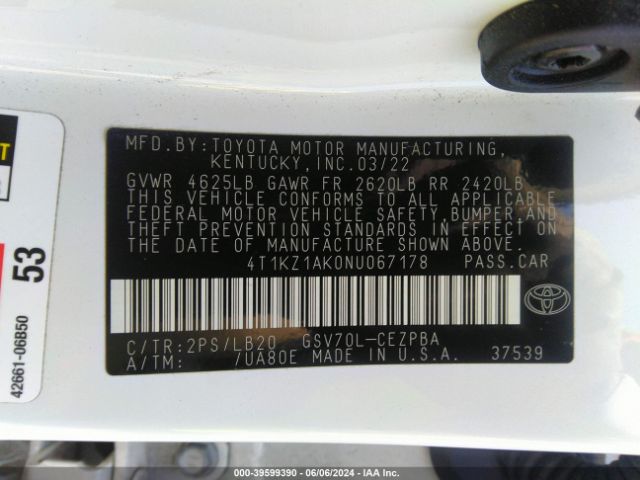 MFD.BY:TOYOTA MOTOR MANUFACTURING,
KENTUCKY, INC.03/22
GVWR 4625LB GAWR FR 2620LB RR 2420LB
THIS VEHICLE CONFORMS TO ALL APPLICABLE
FEDERAL MOTOR VEHICLE SAFETY,BUMPER,AND
THEFT PREVENTION STANDARDS IN EFFECT ON
THE DATE OF MANUFACTURE SHOWN ABOVE.
4T1KZ1AK0NU067178 PASS.CAR
C/TR:2PS/LB20 GSV70L-CEZPBA
A/TM: /UA80E MADE IN U.S.A. 37539
TOYOTA
53
42661-06B50
000-39599390 | 06/06/2024 | IAA Inc.